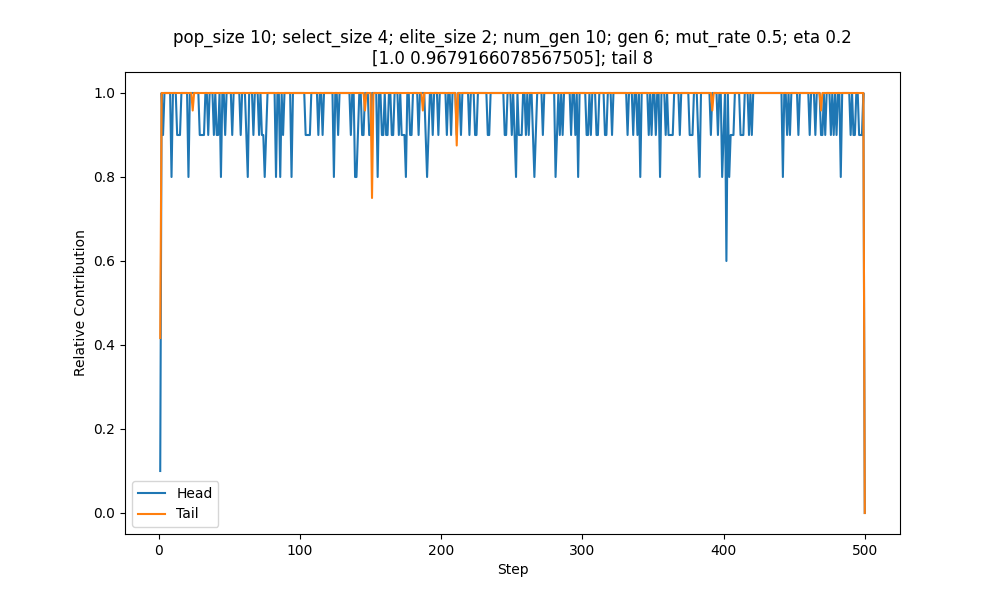 pop_size 10; select_size 4; elite_size 2; num_gen 10; gen 6; mut_rate 0.5; eta 0.2
[1.0 0.9679166078567505]; tail 8
1.0
0.8
0.6
0.4
0.2
0.0
Relative Contribution
Head
Tail
0
100
200
300
400
500
Step